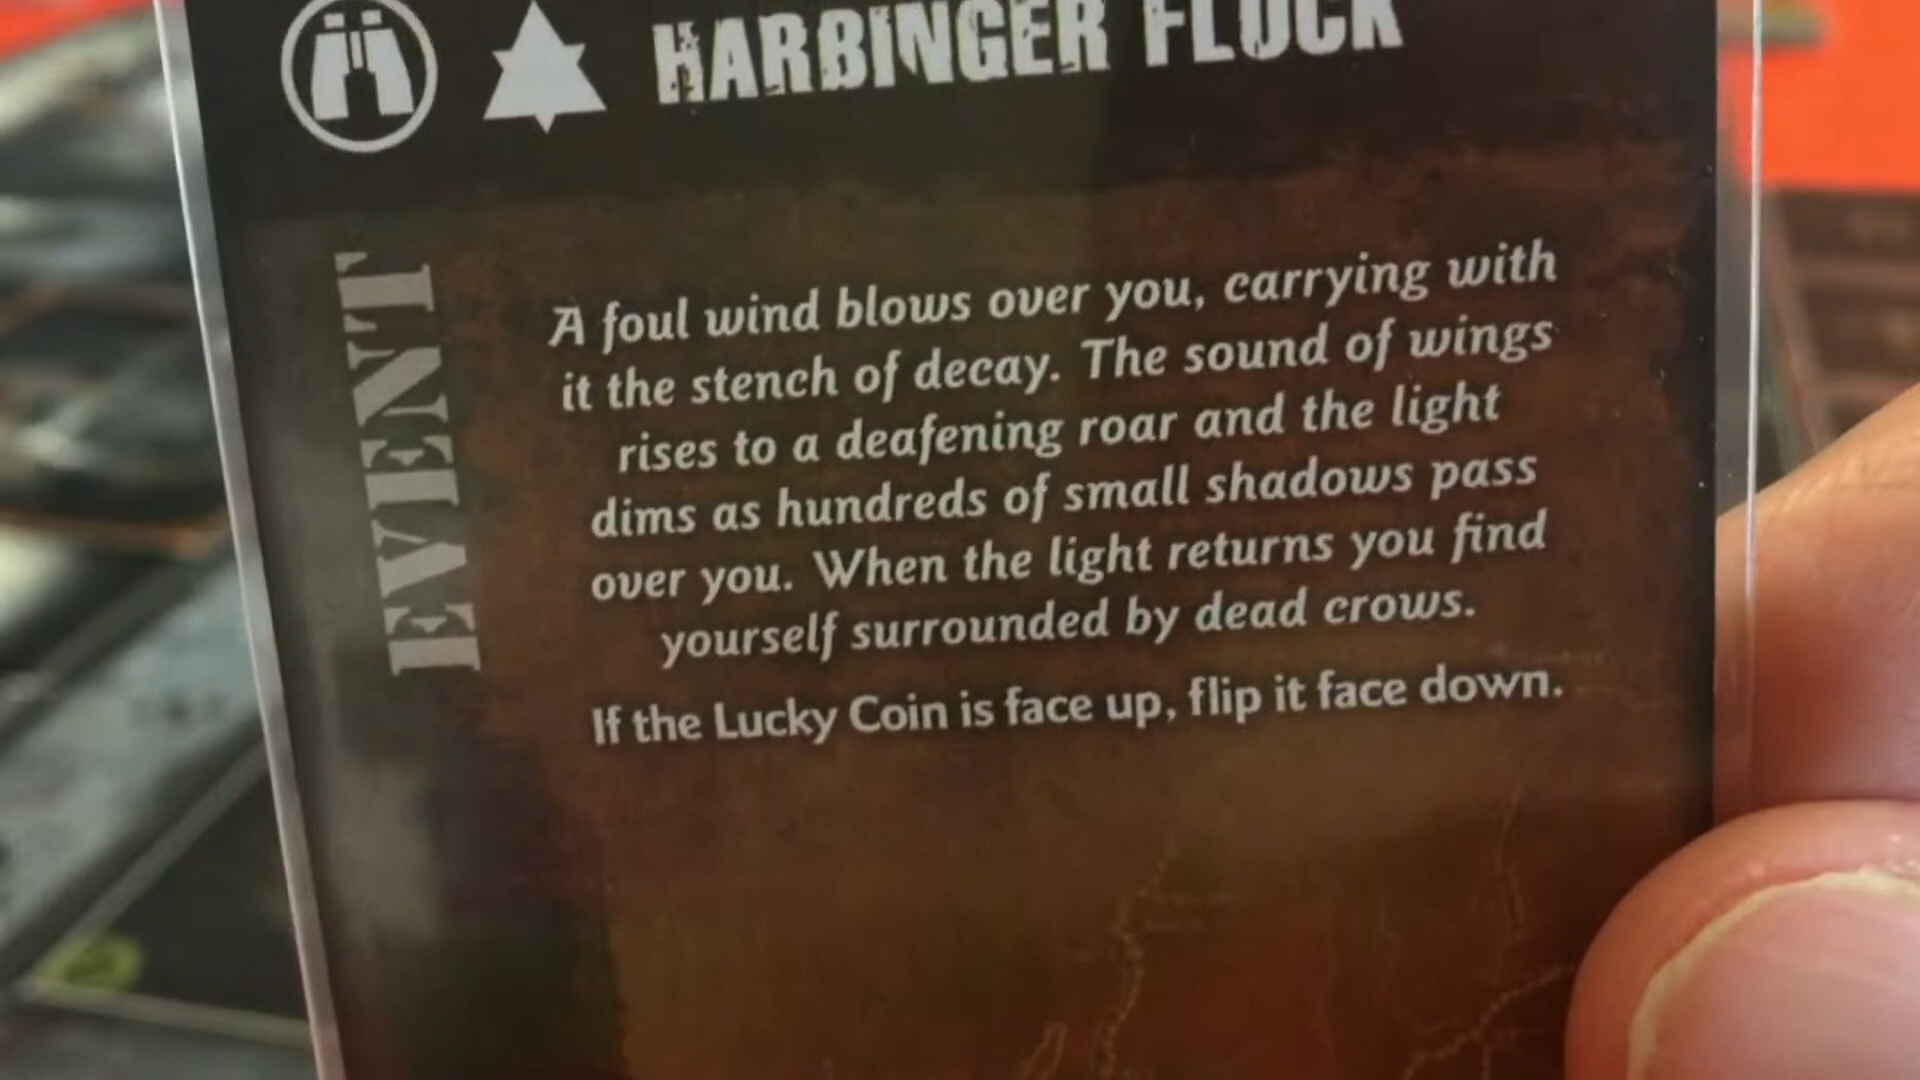 HARBINGER FLOCK
EVENT
A foul wind blows over you, carrying with
it the stench of decay. The sound of wings
rises to a deafening roar and the light
dims as hundreds of small shadows pass
over you. When the light returns you find
yourself surrounded by dead crows.
If the Lucky Coin is face up, flip it face down.